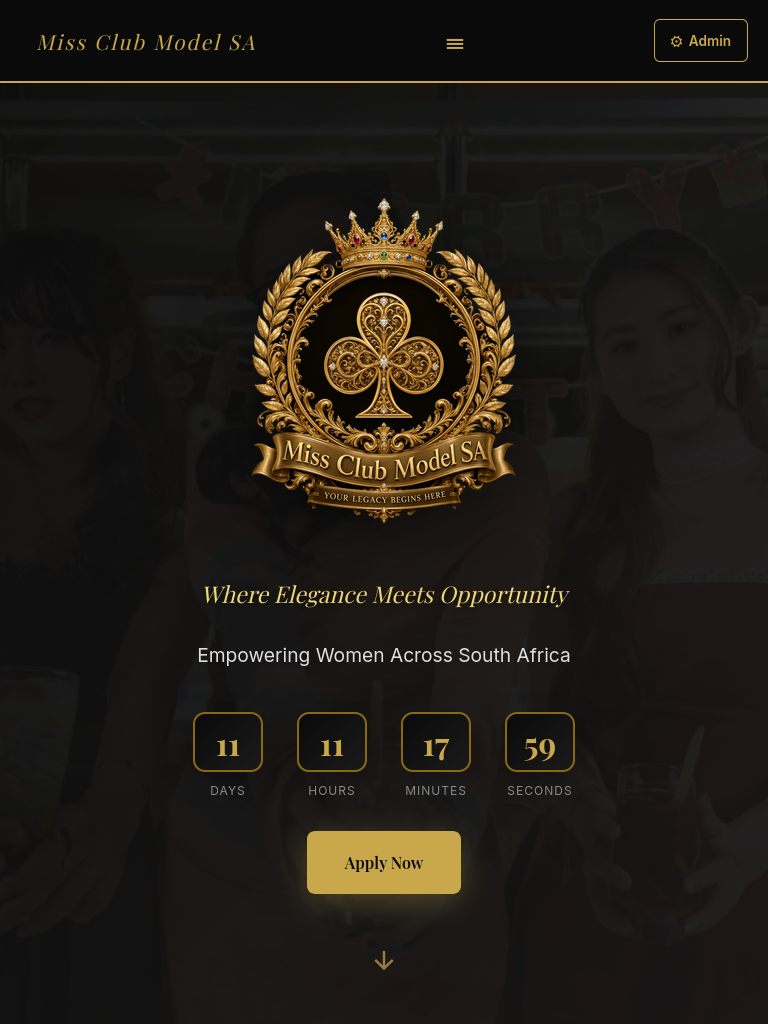 Miss Club Model SA
Admin
Miss Club Model SA
YOUR LEGACY BEGINS HERE
Where Elegance Meets Opportunity
Empowering Women Across South Africa
11 11 17 59
DAYS HOURS MINUTES SECONDS
Apply Now